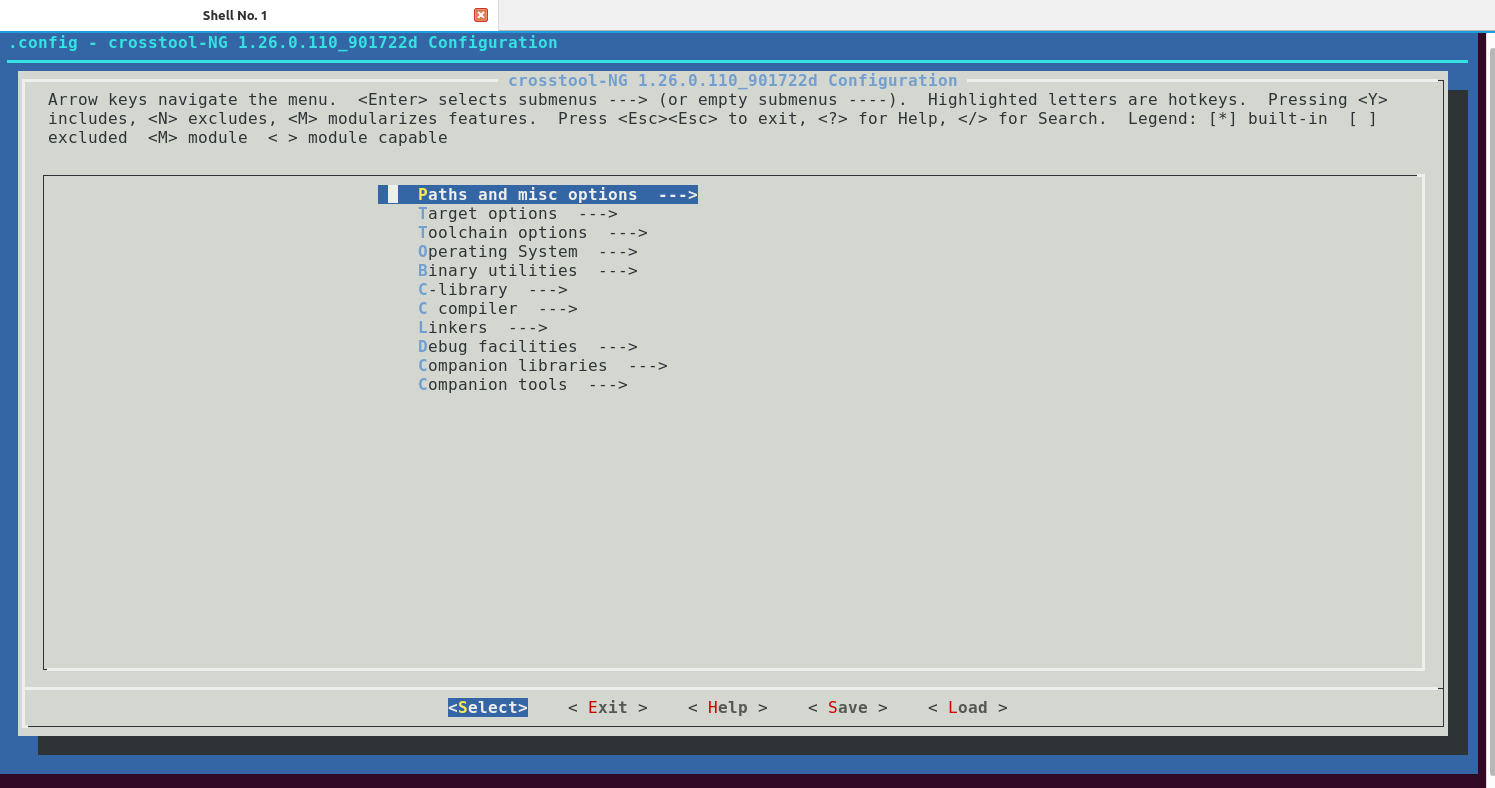 Shell No. 1
.config - crosstool-NG 1.26.0.110_901722d Configuration
crosstool-NG 1.26.0.110_901722d Configuration
Arrow keys navigate the menu.  <Enter> selects submenus ---> (or empty submenus ----).  Highlighted letters are hotkeys.  Pressing <Y>
includes, <N> excludes, <M> modularizes features.  Press <Esc><Esc> to exit, <?> for Help, </> for Search.  Legend: [*] built-in  [ ]
excluded  <M> module  < > module capable
Paths and misc options  --->
Target options  --->
Toolchain options  --->
Operating System  --->
Binary utilities  --->
C-library  --->
C compiler  --->
Linkers  --->
Debug facilities  --->
Companion libraries  --->
Companion tools  --->
<Select>    < Exit >    < Help >    < Save >    < Load >